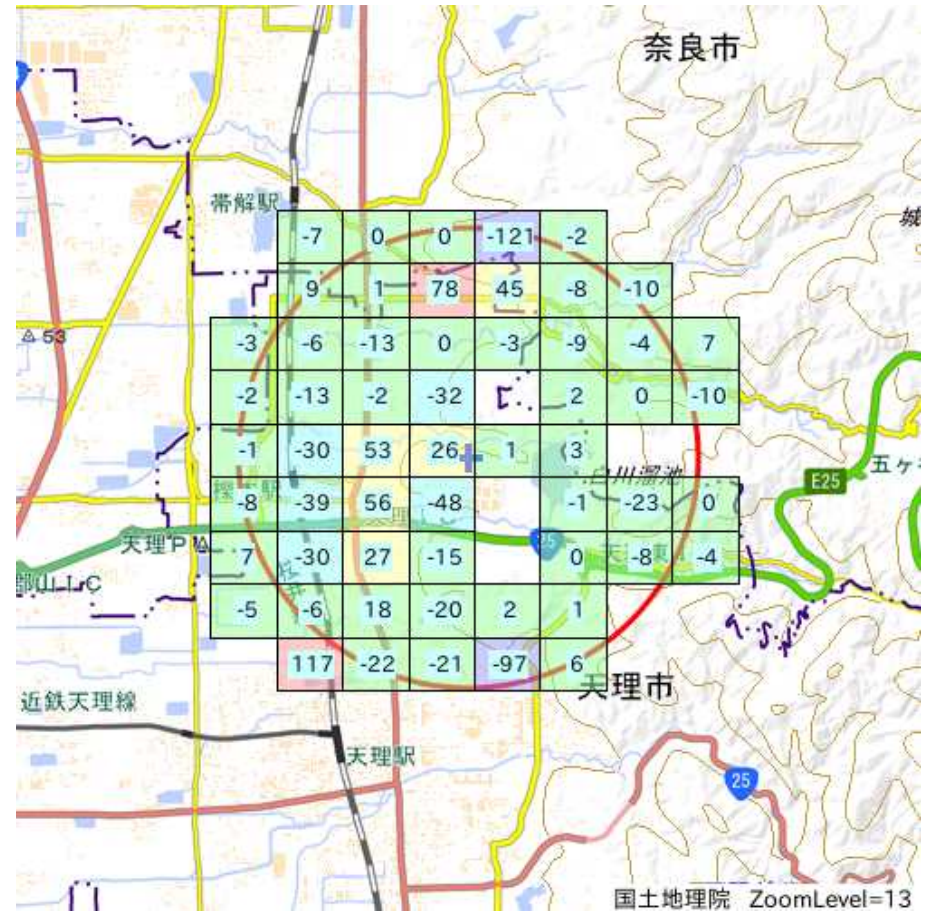 奈良市
帯解駅
城
-7 0 0 -121 -2
9 1 78 45 -8 -10
53
-3 -6 -13 0 -3 -9 -4 7
-2 -13 -2 -32 2 0 -10
-1 -30 53 26 1 3
白川溜池
E25
五ヶ
-8 -39 56 -48 -1 -23 0
天理PA
25
7 -30 27 -15 0 -8 -4
郡山ICC
-5 -6 18 -20 2 1
117 -22 -21 -97 6
天理市
近鉄天理線
天理駅
25
国土地理院 ZoomLevel=13